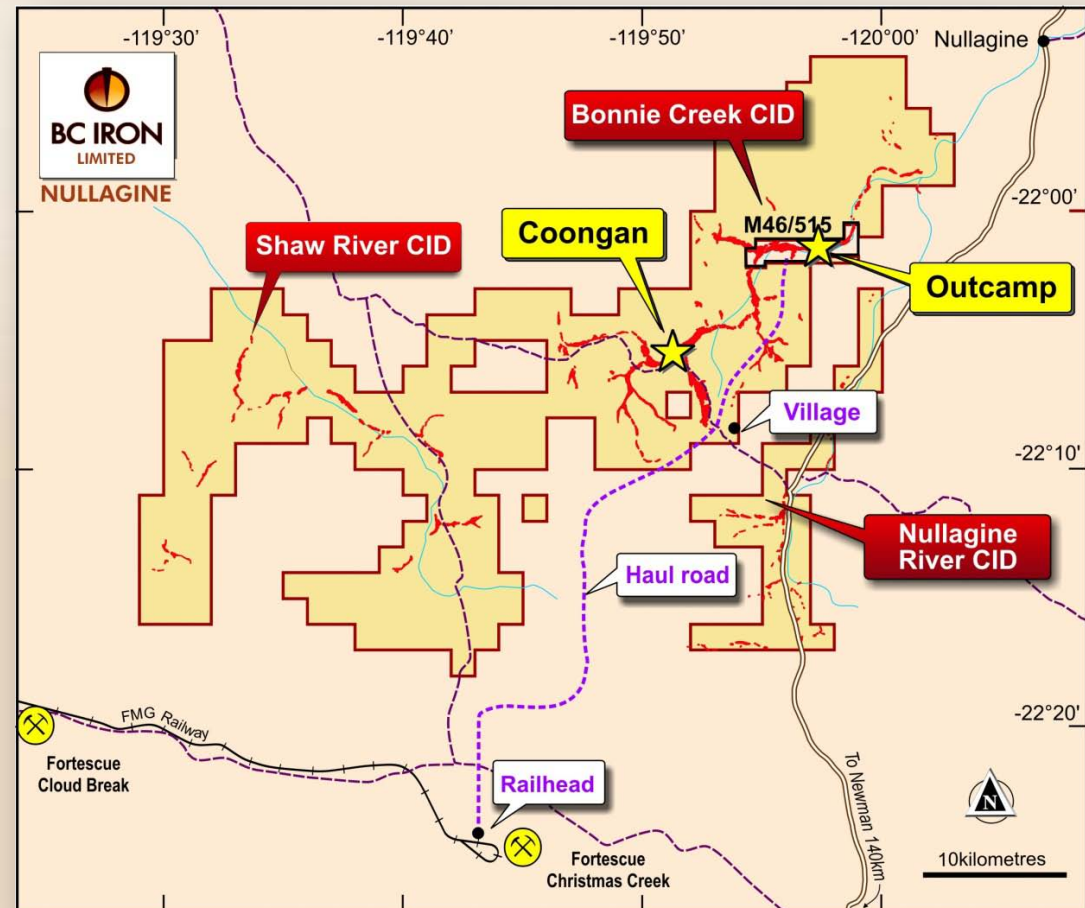 -119°30'
-119°40'
-119°50'
-120°00'
Nullagine
BC IRON
LIMITED
NULLAGINE
Bonnie Creek CID
-22°00'
M46/515
Coongan
Shaw River CID
Outcamp
Village
-22°10'
Nullagine
River CID
Haul road
-22°20'
FMG Railway
Fortescue
Cloud Break
To Newman 140km
Railhead
N
Fortescue
Christmas Creek
10kilometres